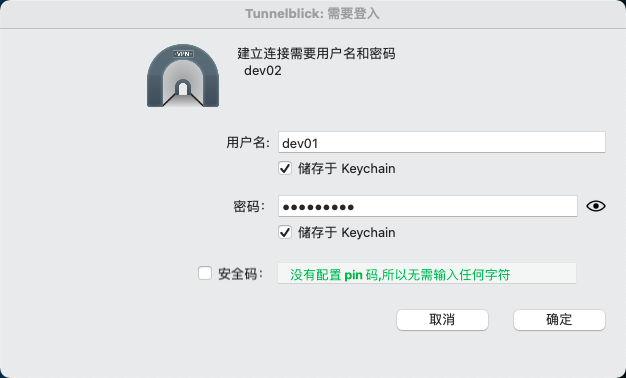 Tunnelblick: 需要登入
VPN
建立连接需要用户名和密码
dev02
用户名: dev01
储存于 Keychain
密码: ●●●●●●●●●
储存于 Keychain
安全码: 没有配置 pin 码,所以无需输入任何字符
取消 确定